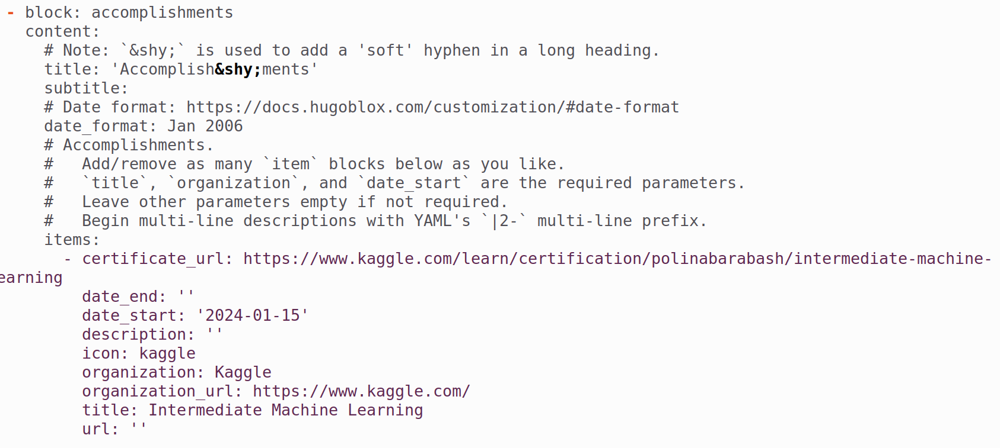 - block: accomplishments
  content:
    # Note: `&shy;` is used to add a 'soft' hyphen in a long heading.
    title: 'Accomplish&shy;ments'
    subtitle:
    # Date format: https://docs.hugoblox.com/customization/#date-format
    date_format: Jan 2006
    # Accomplishments.
    #   Add/remove as many `item` blocks below as you like.
    #   `title`, `organization`, and `date_start` are the required parameters.
    #   Leave other parameters empty if not required.
    #   Begin multi-line descriptions with YAML's `|2-` multi-line prefix.
    items:
      - certificate_url: https://www.kaggle.com/learn/certification/polinabarabash/intermediate-machine-
earning
        date_end: ''
        date_start: '2024-01-15'
        description: ''
        icon: kaggle
        organization: Kaggle
        organization_url: https://www.kaggle.com/
        title: Intermediate Machine Learning
        url: ''